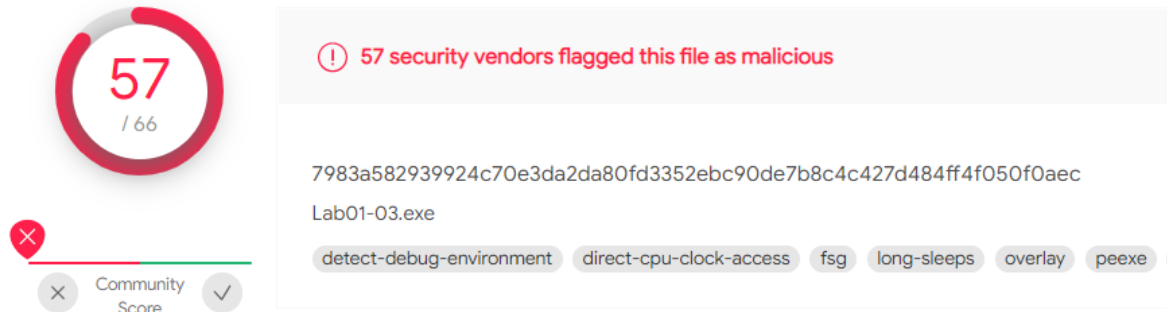 57
/ 66
57 security vendors flagged this file as malicious
7983a582939924c70e3da2da80fd3352ebc90de7b8c4c427d484ff4f050f0aec
Lab01-03.exe
detect-debug-environment direct-cpu-clock-access fsg long-sleeps overlay peexe
Community
Score